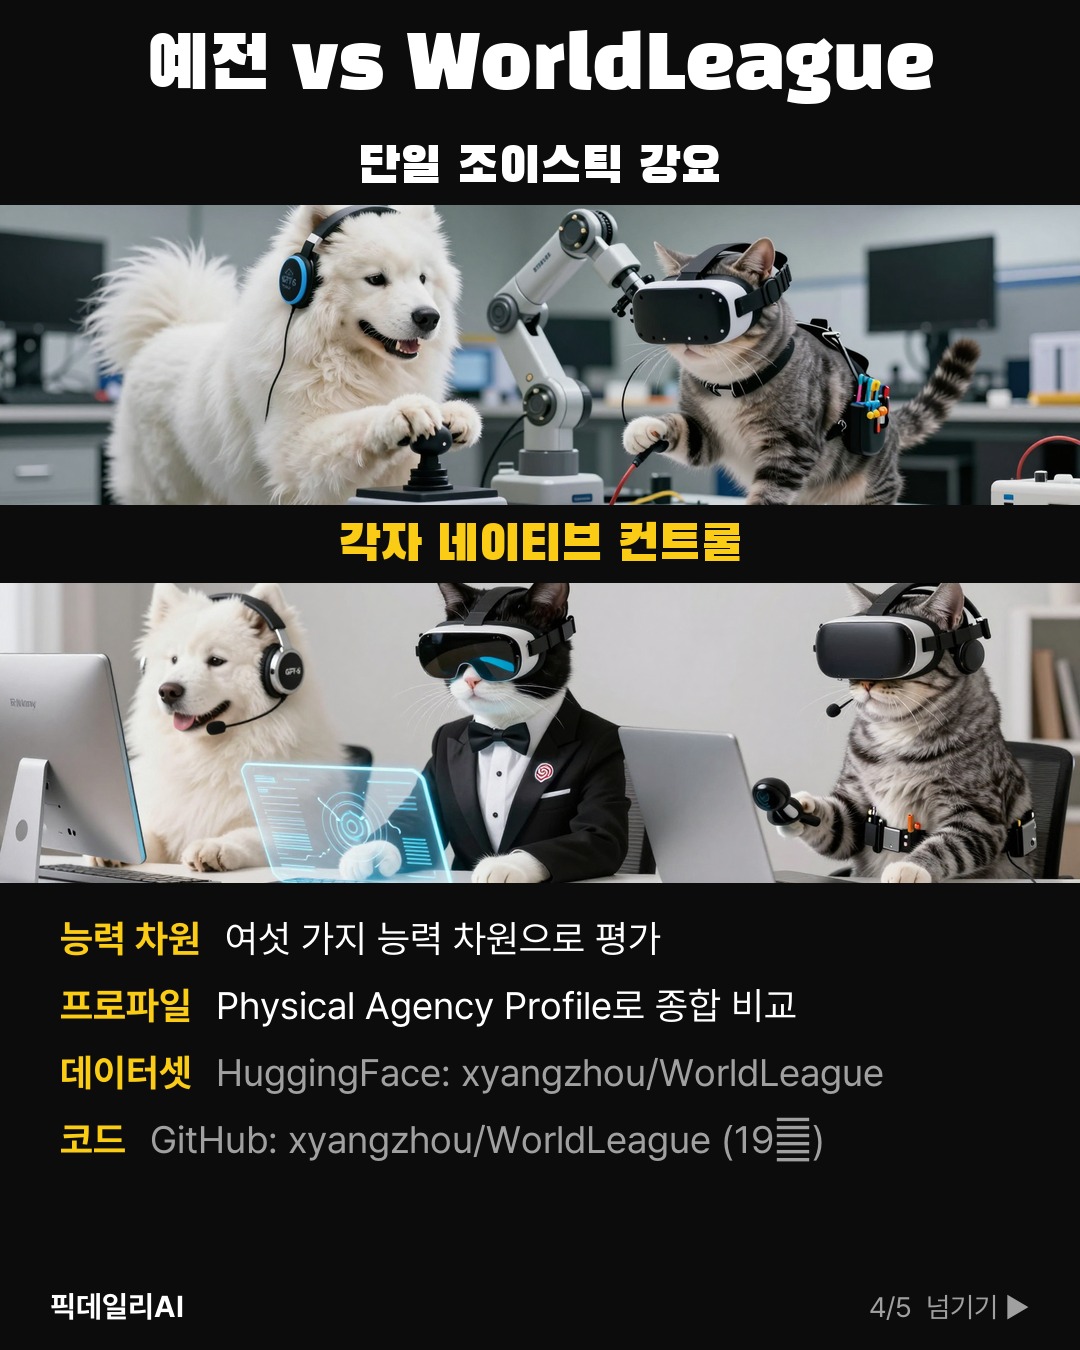 예전 vs WorldLeague
단일 조이스틱 강요
각자 네이티브 컨트롤
능력 차원 여섯 가지 능력 차원으로 평가
프로파일 Physical Agency Profile로 종합 비교
데이터셋 HuggingFace: xyangzhou/WorldLeague
코드 GitHub: xyangzhou/WorldLeague (19)
픽데일리AI
4/5 넘기기 ▶